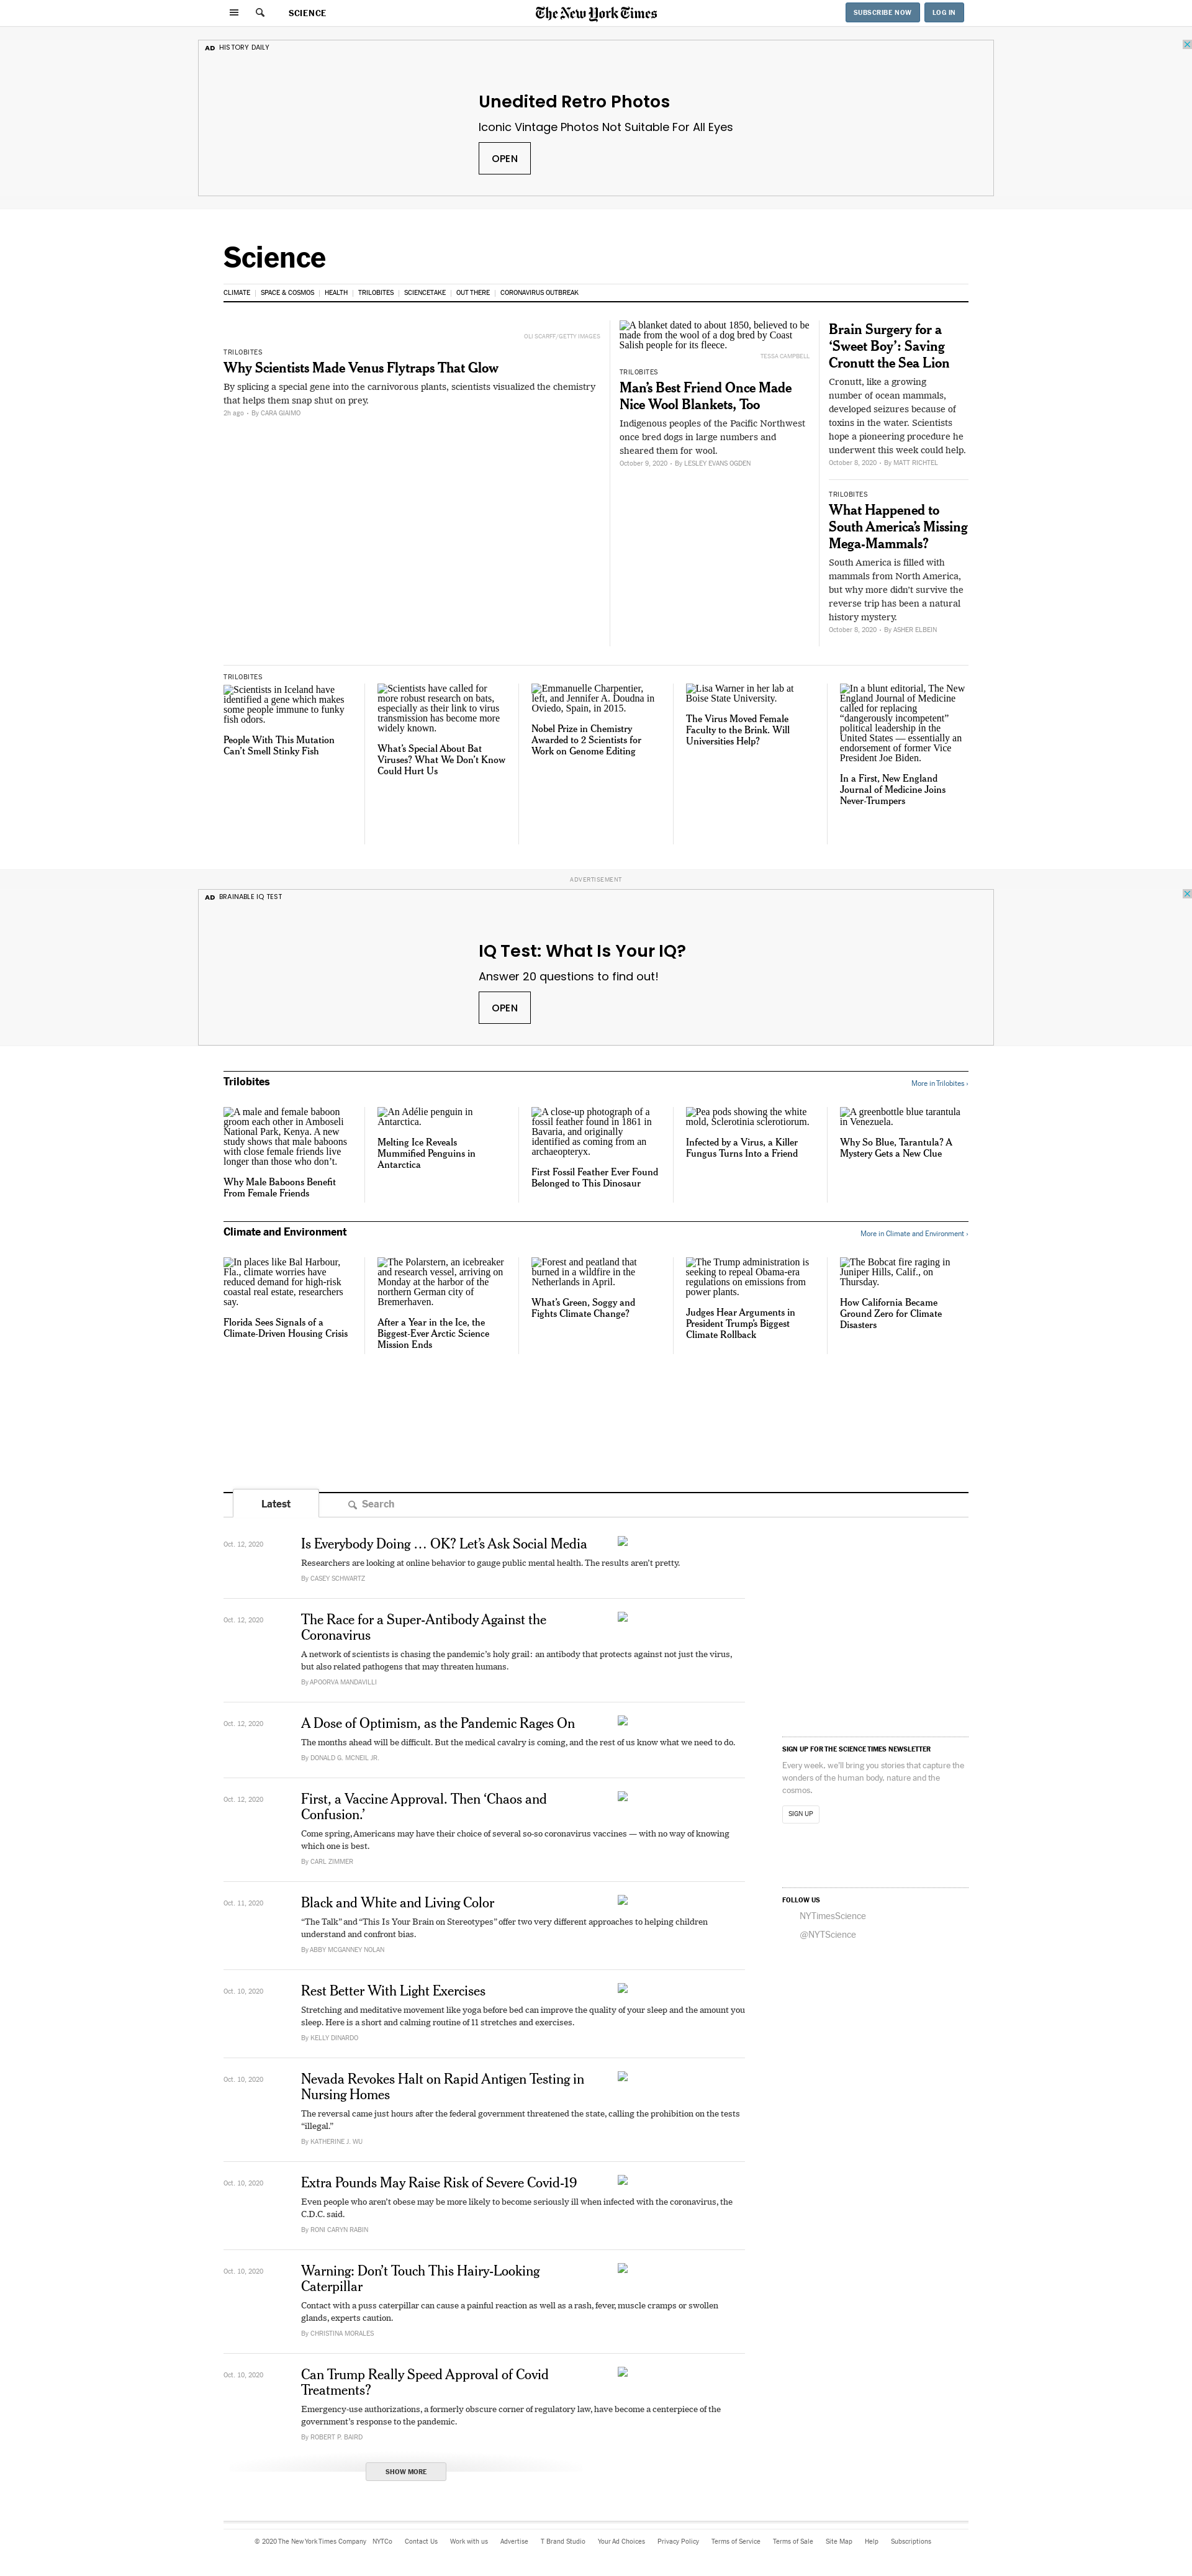 SCIENCE
The New York Times
SUBSCRIBE NOW
LOG IN
AD HISTORY DAILY
Unedited Retro Photos
Iconic Vintage Photos Not Suitable For All Eyes
OPEN
Science
CLIMATE | SPACE & COSMOS | HEALTH | TRILOBITES | SCIENCETAKE | OUT THERE | CORONAVIRUS OUTBREAK
OLI SCARFF/GETTY IMAGES
TRILOBITES
Why Scientists Made Venus Flytraps That Glow
By splicing a special gene into the carnivorous plants, scientists visualized the chemistry
that helps them snap shut on prey.
2h ago • By CARA GIAIMO
A blanket dated to about 1850, believed to be
made from the wool of a dog bred by Coast
Salish people for its fleece.
TESSA CAMPBELL
TRILOBITES
Man’s Best Friend Once Made
Nice Wool Blankets, Too
Indigenous peoples of the Pacific Northwest
once bred dogs in large numbers and
sheared them for wool.
October 9, 2020 • By LESLEY EVANS OGDEN
Brain Surgery for a
‘Sweet Boy’: Saving
Cronutt the Sea Lion
Cronutt, like a growing
number of ocean mammals,
developed seizures because of
toxins in the water. Scientists
hope a pioneering procedure he
underwent this week could help.
October 8, 2020 • By MATT RICHTEL
TRILOBITES
What Happened to
South America’s Missing
Mega-Mammals?
South America is filled with
mammals from North America,
but why more didn’t survive the
reverse trip has been a natural
history mystery.
October 8, 2020 • By ASHER ELBEIN
TRILOBITES
Scientists in Iceland have
identified a gene which makes
some people immune to funky
fish odors.
People With This Mutation
Can’t Smell Stinky Fish
Scientists have called for
more robust research on bats,
especially as their link to virus
transmission has become more
widely known.
What’s Special About Bat
Viruses? What We Don’t Know
Could Hurt Us
Emmanuelle Charpentier,
left, and Jennifer A. Doudna in
Oviedo, Spain, in 2015.
Nobel Prize in Chemistry
Awarded to 2 Scientists for
Work on Genome Editing
Lisa Warner in her lab at
Boise State University.
The Virus Moved Female
Faculty to the Brink. Will
Universities Help?
In a blunt editorial, The New
England Journal of Medicine
called for replacing
“dangerously incompetent”
political leadership in the
United States — essentially an
endorsement of former Vice
President Joe Biden.
In a First, New England
Journal of Medicine Joins
Never-Trumpers
ADVERTISEMENT
AD BRAINABLE IQ TEST
IQ Test: What Is Your IQ?
Answer 20 questions to find out!
OPEN
Trilobites
More in Trilobites ›
A male and female baboon
groom each other in Amboseli
National Park, Kenya. A new
study shows that male baboons
with close female friends live
longer than those who don’t.
Why Male Baboons Benefit
From Female Friends
An Adélie penguin in
Antarctica.
Melting Ice Reveals
Mummified Penguins in
Antarctica
A close-up photograph of a
fossil feather found in 1861 in
Bavaria, and originally
identified as coming from an
archaeopteryx.
First Fossil Feather Ever Found
Belonged to This Dinosaur
Pea pods showing the white
mold, Sclerotinia sclerotiorum.
Infected by a Virus, a Killer
Fungus Turns Into a Friend
A greenbottle blue tarantula
in Venezuela.
Why So Blue, Tarantula? A
Mystery Gets a New Clue
Climate and Environment
More in Climate and Environment ›
In places like Bal Harbour,
Fla., climate worries have
reduced demand for high-risk
coastal real estate, researchers
say.
Florida Sees Signals of a
Climate-Driven Housing Crisis
The Polarstern, an icebreaker
and research vessel, arriving on
Monday at the harbor of the
northern German city of
Bremerhaven.
After a Year in the Ice, the
Biggest-Ever Arctic Science
Mission Ends
Forest and peatland that
burned in a wildfire in the
Netherlands in April.
What’s Green, Soggy and
Fights Climate Change?
The Trump administration is
seeking to repeal Obama-era
regulations on emissions from
power plants.
Judges Hear Arguments in
President Trump’s Biggest
Climate Rollback
The Bobcat fire raging in
Juniper Hills, Calif., on
Thursday.
How California Became
Ground Zero for Climate
Disasters
Latest
Search
Oct. 12, 2020
Is Everybody Doing … OK? Let’s Ask Social Media
Researchers are looking at online behavior to gauge public mental health. The results aren’t pretty.
By CASEY SCHWARTZ
Oct. 12, 2020
The Race for a Super-Antibody Against the
Coronavirus
A network of scientists is chasing the pandemic’s holy grail: an antibody that protects against not just the virus,
but also related pathogens that may threaten humans.
By APOORVA MANDAVILLI
Oct. 12, 2020
A Dose of Optimism, as the Pandemic Rages On
The months ahead will be difficult. But the medical cavalry is coming, and the rest of us know what we need to do.
By DONALD G. MCNEIL JR.
Oct. 12, 2020
First, a Vaccine Approval. Then ‘Chaos and
Confusion.’
Come spring, Americans may have their choice of several so-so coronavirus vaccines — with no way of knowing
which one is best.
By CARL ZIMMER
Oct. 11, 2020
Black and White and Living Color
“The Talk” and “This Is Your Brain on Stereotypes” offer two very different approaches to helping children
understand and confront bias.
By ABBY MCGANNEY NOLAN
Oct. 10, 2020
Rest Better With Light Exercises
Stretching and meditative movement like yoga before bed can improve the quality of your sleep and the amount you
sleep. Here is a short and calming routine of 11 stretches and exercises.
By KELLY DINARDO
Oct. 10, 2020
Nevada Revokes Halt on Rapid Antigen Testing in
Nursing Homes
The reversal came just hours after the federal government threatened the state, calling the prohibition on the tests
“illegal.”
By KATHERINE J. WU
Oct. 10, 2020
Extra Pounds May Raise Risk of Severe Covid-19
Even people who aren’t obese may be more likely to become seriously ill when infected with the coronavirus, the
C.D.C. said.
By RONI CARYN RABIN
Oct. 10, 2020
Warning: Don’t Touch This Hairy-Looking
Caterpillar
Contact with a puss caterpillar can cause a painful reaction as well as a rash, fever, muscle cramps or swollen
glands, experts caution.
By CHRISTINA MORALES
Oct. 10, 2020
Can Trump Really Speed Approval of Covid
Treatments?
Emergency-use authorizations, a formerly obscure corner of regulatory law, have become a centerpiece of the
government’s response to the pandemic.
By ROBERT P. BAIRD
SHOW MORE
SIGN UP FOR THE SCIENCE TIMES NEWSLETTER
Every week, we’ll bring you stories that capture the
wonders of the human body, nature and the
cosmos.
SIGN UP
FOLLOW US
NYTimesScience
@NYTScience
© 2020 The New York Times Company NYTCo Contact Us Work with us Advertise T Brand Studio Your Ad Choices Privacy Policy Terms of Service Terms of Sale Site Map Help Subscriptions